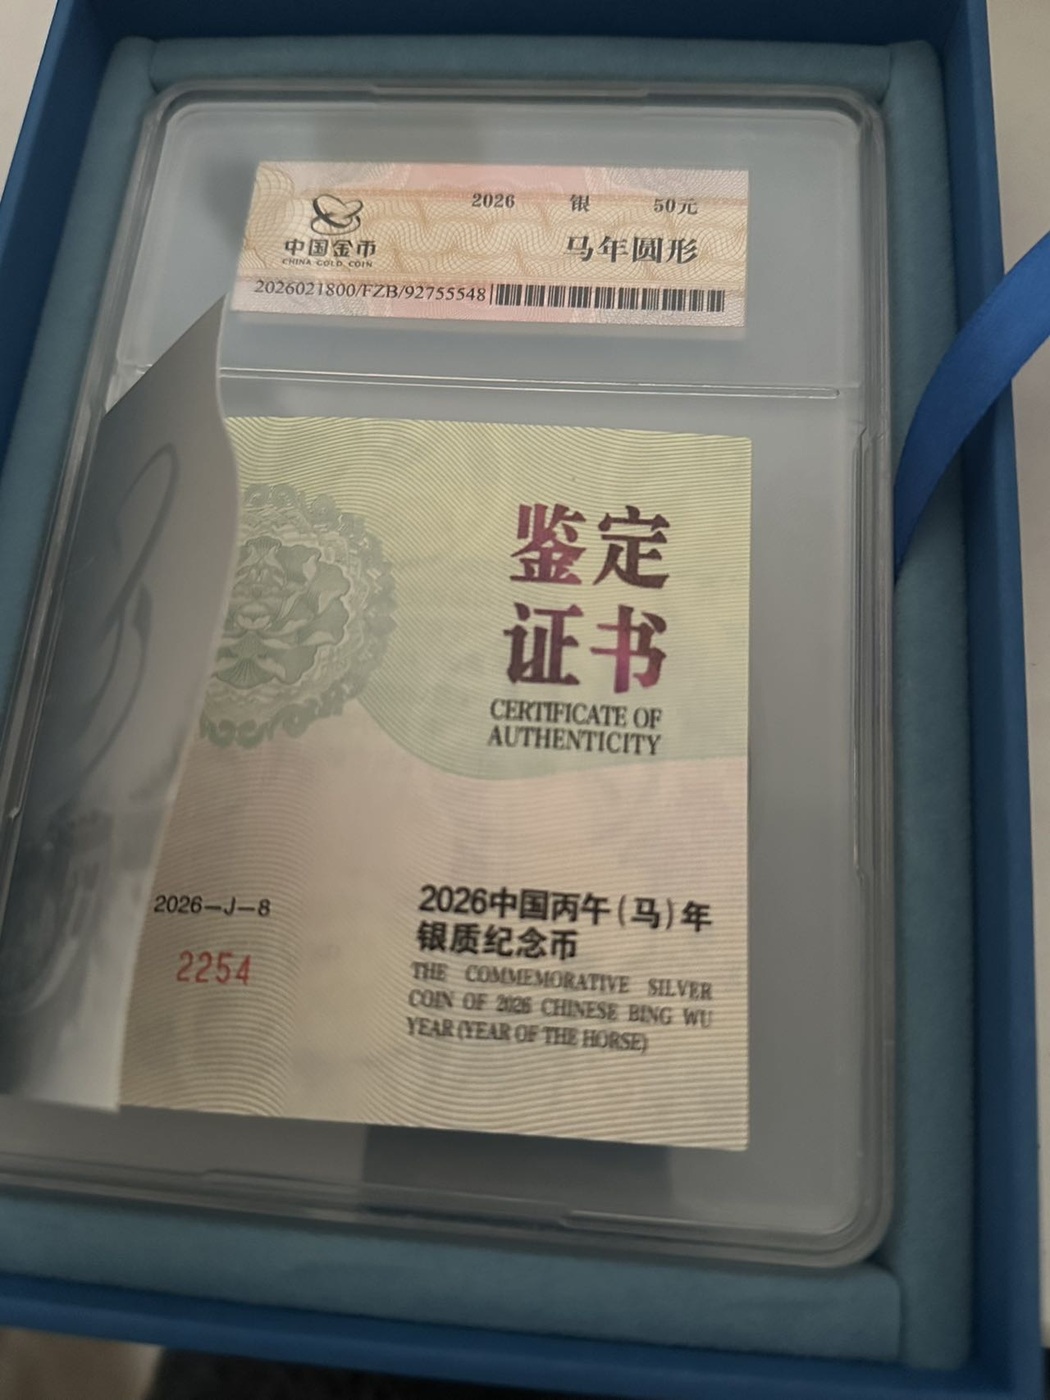 2026 银 50元
中国金币
CHINA GOLD COIN
马年圆形
2026021800/FZB/92755548
鉴定
证书
CERTIFICATE OF
AUTHENTICITY
2026-J-8
2254
2026中国丙午(马)年
银质纪念币
THE COMMEMORATIVE SILVER
COIN OF 2026 CHINESE BING WU
YEAR (YEAR OF THE HORSE)